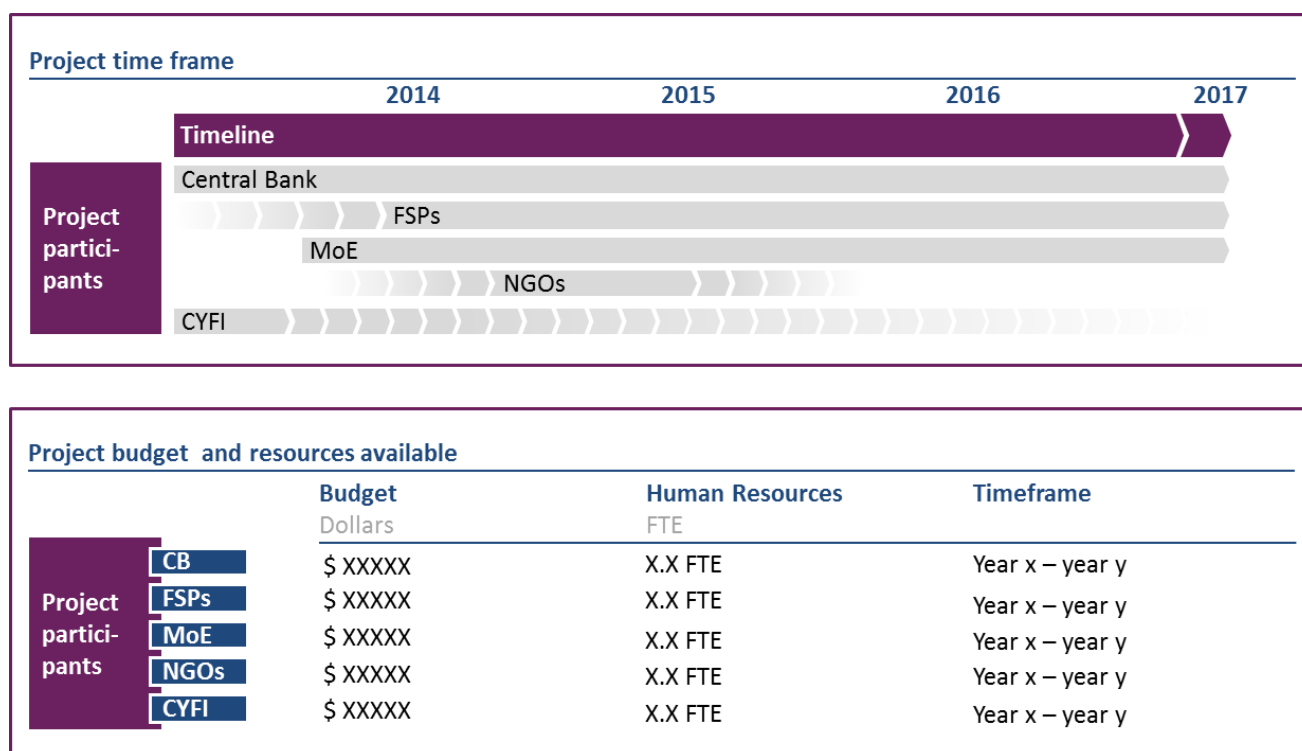 Project time frame
2014 2015 2016 2017
Timeline
Project
partici-
pants
Central Bank
FSPs
MoE
NGOs
CYFI
Project budget and resources available
Budget Human Resources Timeframe
Dollars FTE
Project
partici-
pants
CB $ XXXXX X.X FTE Year x – year y
FSPs $ XXXXX X.X FTE Year x – year y
MoE $ XXXXX X.X FTE Year x – year y
NGOs $ XXXXX X.X FTE Year x – year y
CYFI $ XXXXX X.X FTE Year x – year y